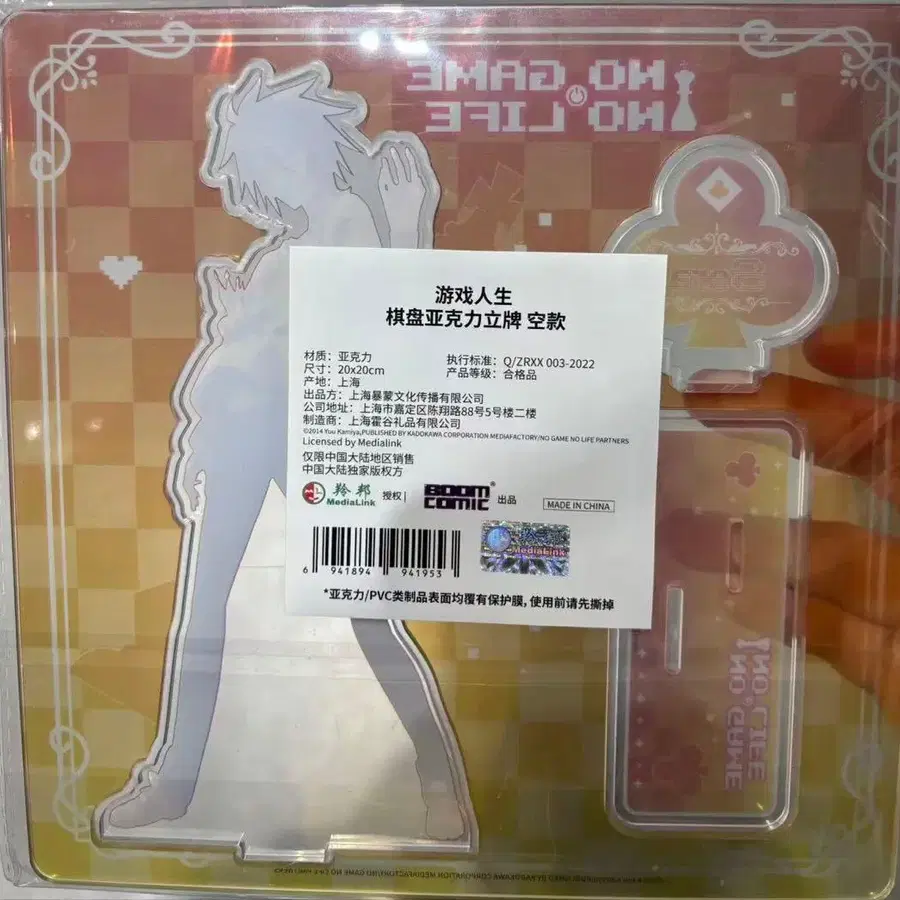 NO GAME
NO LIFE
游戏人生
棋盘亚克力立牌 空款
材质：亚克力
尺寸：20x20cm
产地：上海
执行标准：Q/ZRXX 003-2022
产品等级：合格品
出品方：上海暴蒙文化传播有限公司
公司地址：上海市嘉定区陈翔路88号5号楼二楼
制造商：上海霍谷礼品有限公司
©2014 Yuu Kamiya,PUBLISHED BY KADOKAWA CORPORATION MEDIAFACTORY/NO GAME NO LIFE PARTNERS
Licensed by Medialink
仅限中国大陆地区销售
中国大陆独家版权方
羚邦
MediaLink
授权
BOOM COMIC
出品
MADE IN CHINA
6 941894 941953
MediaLink
*亚克力/PVC类制品表面均覆有保护膜，使用前请先撕掉
NO GAME
NO LIFE